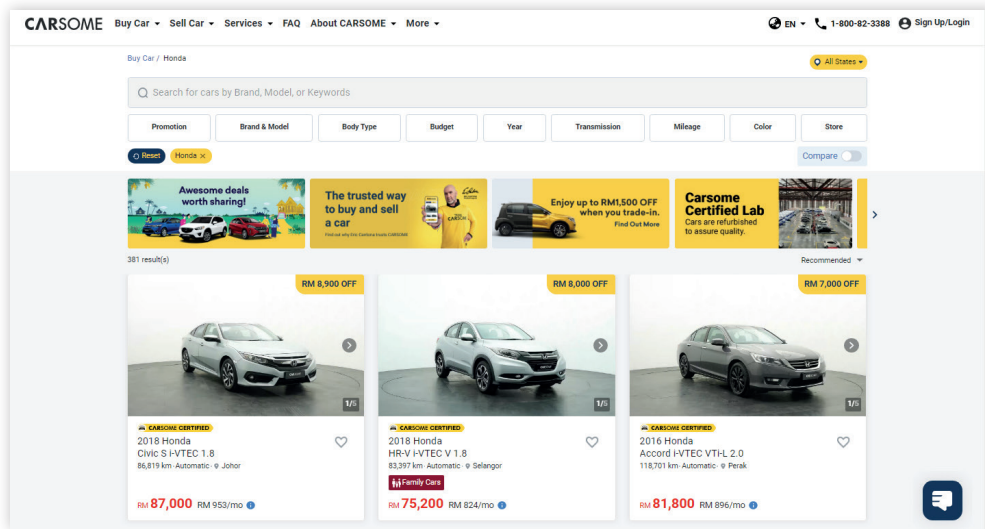 CARSOME Buy Car Sell Car Services FAQ About CARSOME More EN 1-800-82-3388 Sign Up/Login
Buy Car / Honda
All States
Search for cars by Brand, Model, or Keywords
Promotion Brand & Model Body Type Budget Year Transmission Mileage Color Store
Reset Honda × Compare
Awesome deals
worth sharing!
The trusted way
to buy and sell
a car
Find out why Eric Cantona trusts CARSOME
Enjoy up to RM1,500 OFF
when you trade-in.
Find Out More
Carsome
Certified Lab
Cars are refurbished
to assure quality.
381 result(s) Recommended
RM 8,900 OFF
1/5
CARSOME CERTIFIED
2018 Honda
Civic S i-VTEC 1.8
86,819 km · Automatic · Johor
RM 87,000 RM 953/mo
RM 8,000 OFF
1/5
CARSOME CERTIFIED
2018 Honda
HR-V i-VTEC V 1.8
83,397 km · Automatic · Selangor
Family Cars
RM 75,200 RM 824/mo
RM 7,000 OFF
1/5
CARSOME CERTIFIED
2016 Honda
Accord i-VTEC VTi-L 2.0
118,701 km · Automatic · Perak
RM 81,800 RM 896/mo